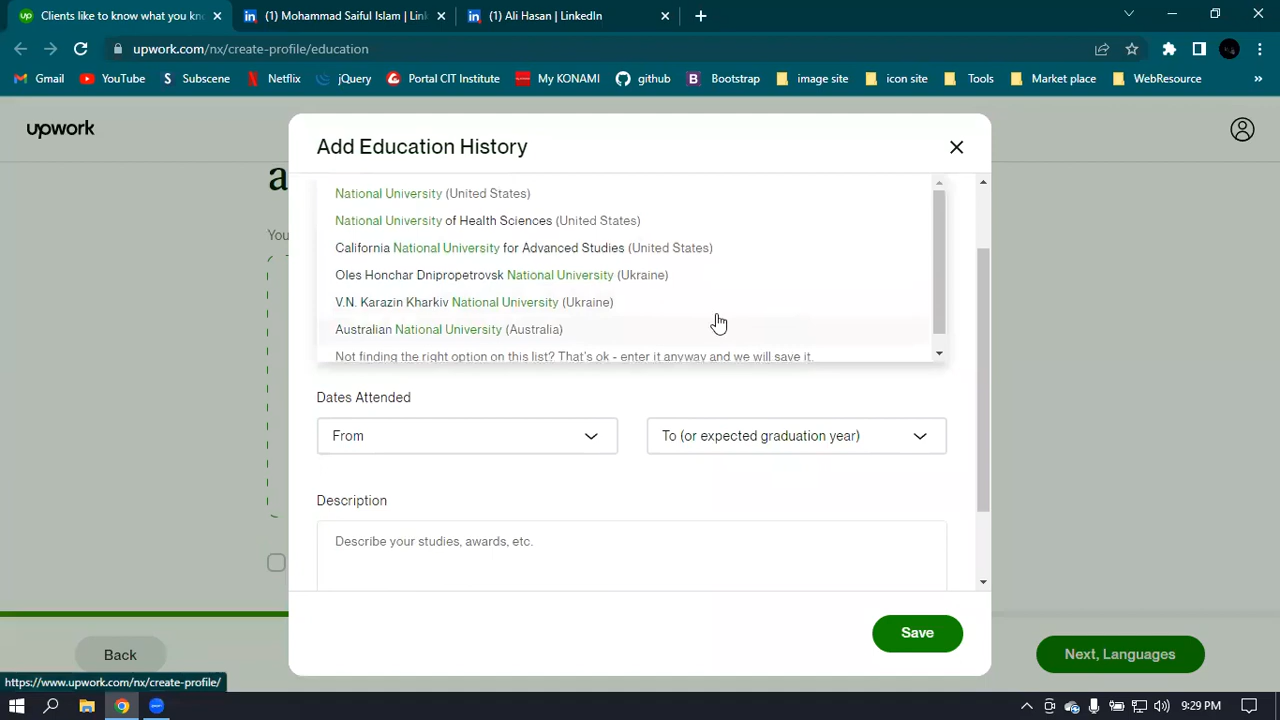 Clients like to know what you kn
(1) Mohammad Saiful Islam | Link
(1) Ali Hasan | LinkedIn
upwork.com/nx/create-profile/education
Gmail
YouTube
Subscene
Netflix
jQuery
Portal CIT Institute
My KONAMI
github
Bootstrap
image site
icon site
Tools
Market place
WebResource
»
upwork
Add Education History
a
You
National University (United States)
National University of Health Sciences (United States)
California National University for Advanced Studies (United States)
Oles Honchar Dnipropetrovsk National University (Ukraine)
V.N. Karazin Kharkiv National University (Ukraine)
Australian National University (Australia)
Not finding the right option on this list? That's ok - enter it anyway and we will save it.
Dates Attended
From
To (or expected graduation year)
Description
Describe your studies, awards, etc.
Save
Back
Next, Languages
https://www.upwork.com/nx/create-profile/
9:29 PM